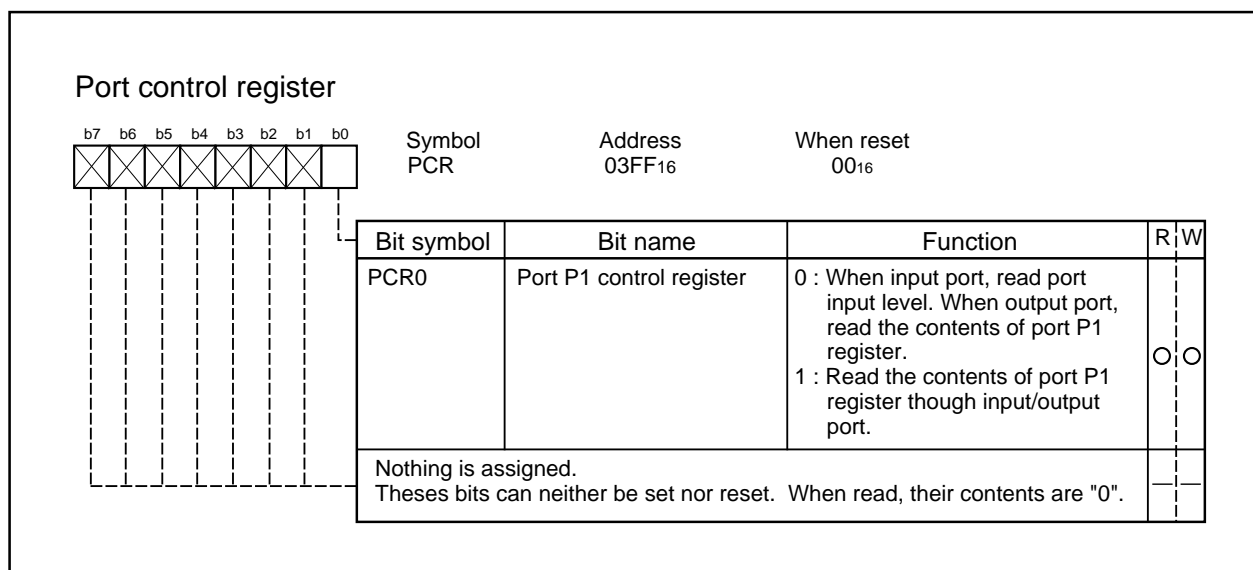 Port control register
b7 b6 b5 b4 b3 b2 b1 b0
Symbol Address When reset
PCR 03FF16 0016
Bit symbol Bit name Function R W
PCR0 Port P1 control register 0 : When input port, read port
input level. When output port,
read the contents of port P1
register.
1 : Read the contents of port P1
register though input/output
port.
Nothing is assigned.
Theses bits can neither be set nor reset. When read, their contents are "0".